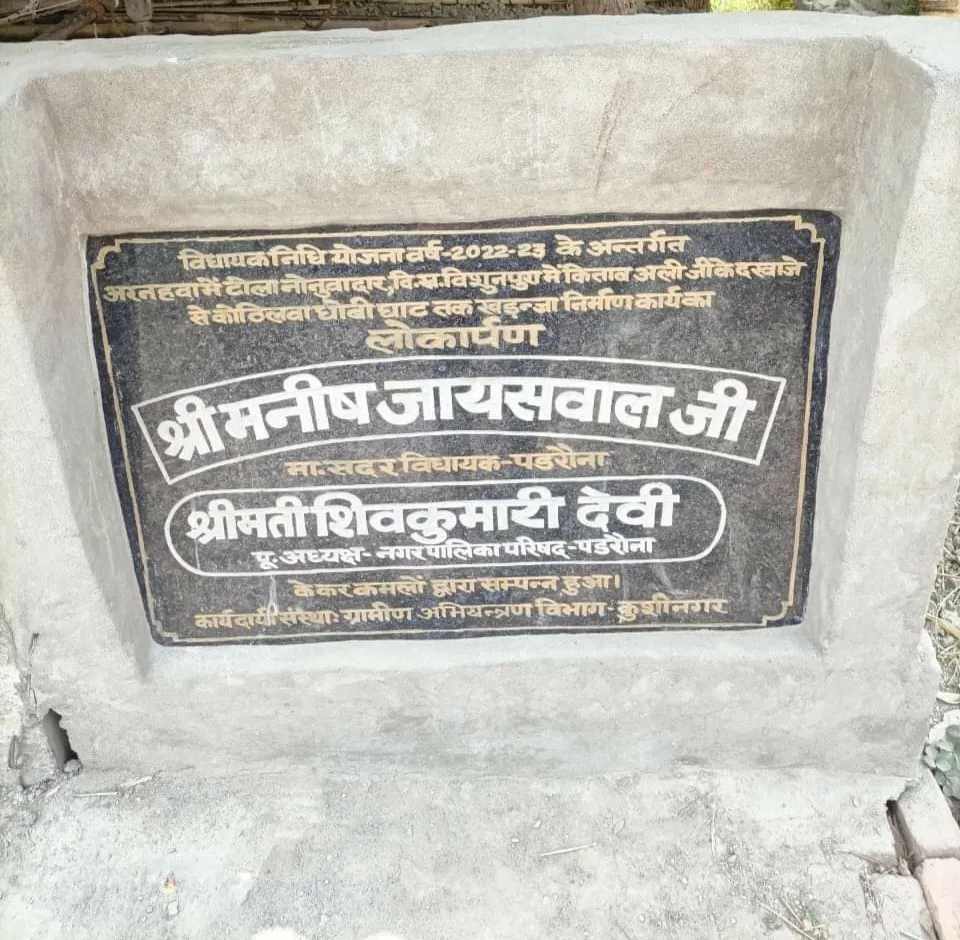 विधायक निधि योजना वर्ष-2022-23 के अन्तर्गत
अरनहवा में टोला नोनुवादार, वि.ख.विशुनपुरा में किताब अली जी के दरवाजे
से कोठिलवा धोबी घाट तक खड़न्जा निर्माण कार्य का
लोकार्पण
श्री मनीष जायसवाल जी
मा. सदर विधायक-पडरौना
श्रीमती शिवकुमारी देवी
पू. अध्यक्ष- नगर पालिका परिषद्-पडरौना
के कर कमलों द्वारा सम्पन्न हुआ।
कार्यदायी संस्थाः ग्रामीण अभियन्त्रण विभाग- कुशीनगर